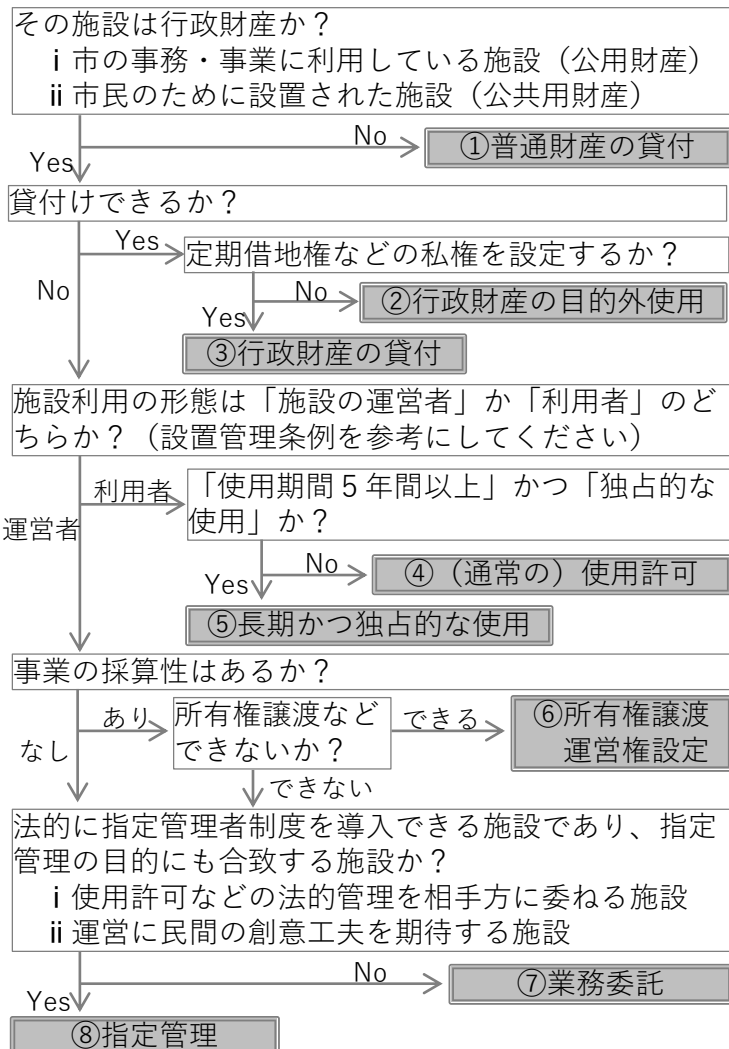 その施設は行政財産か？
ⅰ 市の事務・事業に利用している施設（公用財産）
ⅱ 市民のために設置された施設（公共用財産）
No
①普通財産の貸付
Yes
貸付けできるか？
Yes
定期借地権などの私権を設定するか？
No
No
②行政財産の目的外使用
Yes
③行政財産の貸付
施設利用の形態は「施設の運営者」か「利用者」のど
ちらか？（設置管理条例を参考にしてください）
利用者
「使用期間５年間以上」かつ「独占的な
使用」か？
運営者
No
④（通常の）使用許可
Yes
⑤長期かつ独占的な使用
事業の採算性はあるか？
あり
所有権譲渡など
できないか？
できる
⑥所有権譲渡
運営権設定
なし
できない
法的に指定管理者制度を導入できる施設であり、指定
管理の目的にも合致する施設か？
ⅰ 使用許可などの法的管理を相手方に委ねる施設
ⅱ 運営に民間の創意工夫を期待する施設
No
⑦業務委託
Yes
⑧指定管理